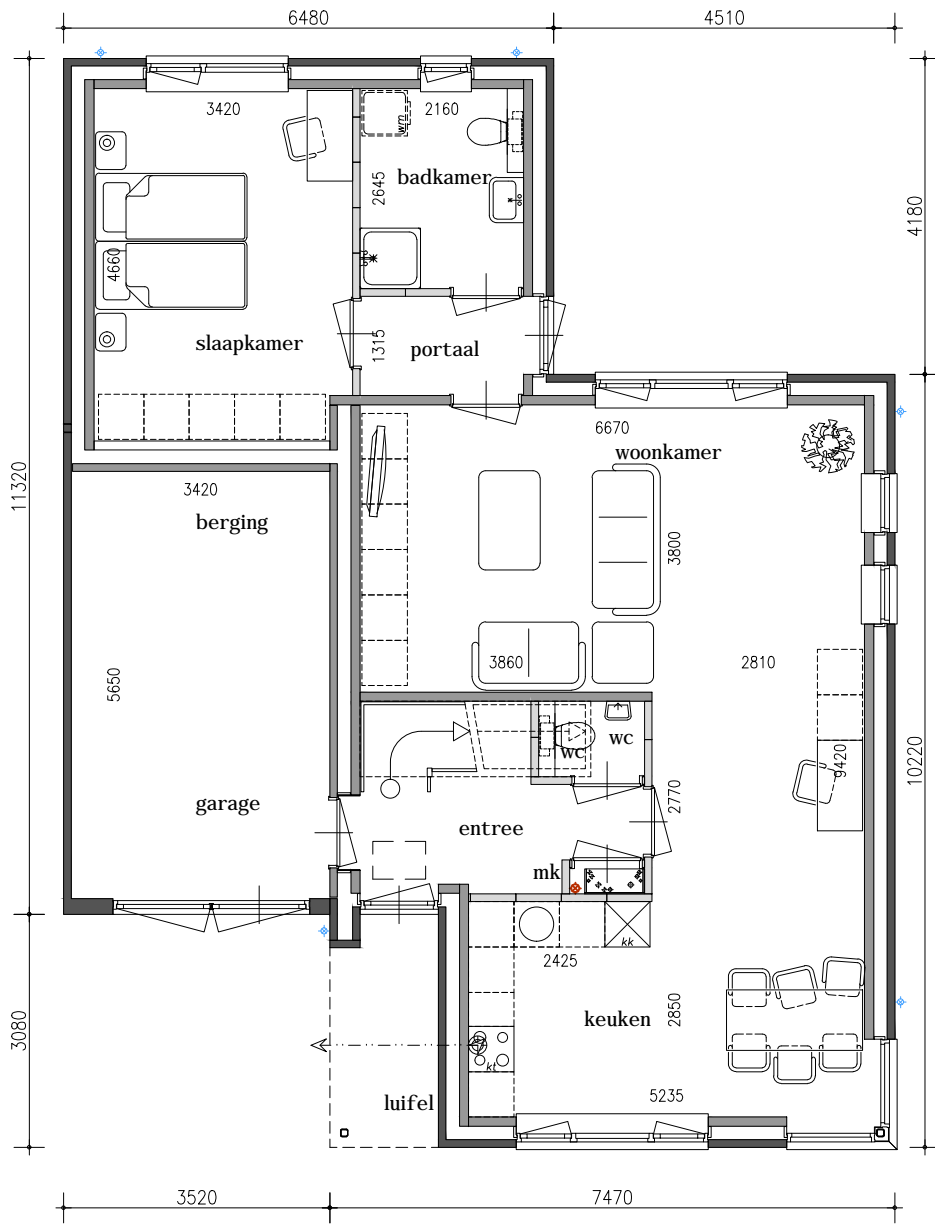 6480 4510
3420 2160
wm
badkamer
2645
4180
4660
slaapkamer
1315
portaal
6670
woonkamer
11320
3420
berging
3800
5650
3860
2810
wc
wc
9420
10220
garage
entree
2770
mk
kk
2425
keuken
2850
3080
kt
luifel
5235
3520 7470